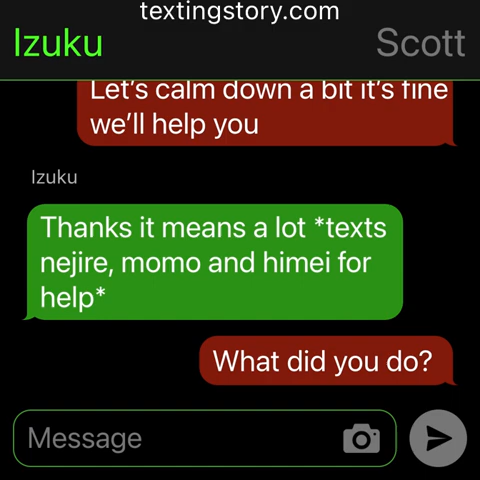 textingstory.com
Izuku
Scott
Let's calm down a bit it's fine
we'll help you
Izuku
Thanks it means a lot *texts
nejire, momo and himei for
help*
What did you do?
Message